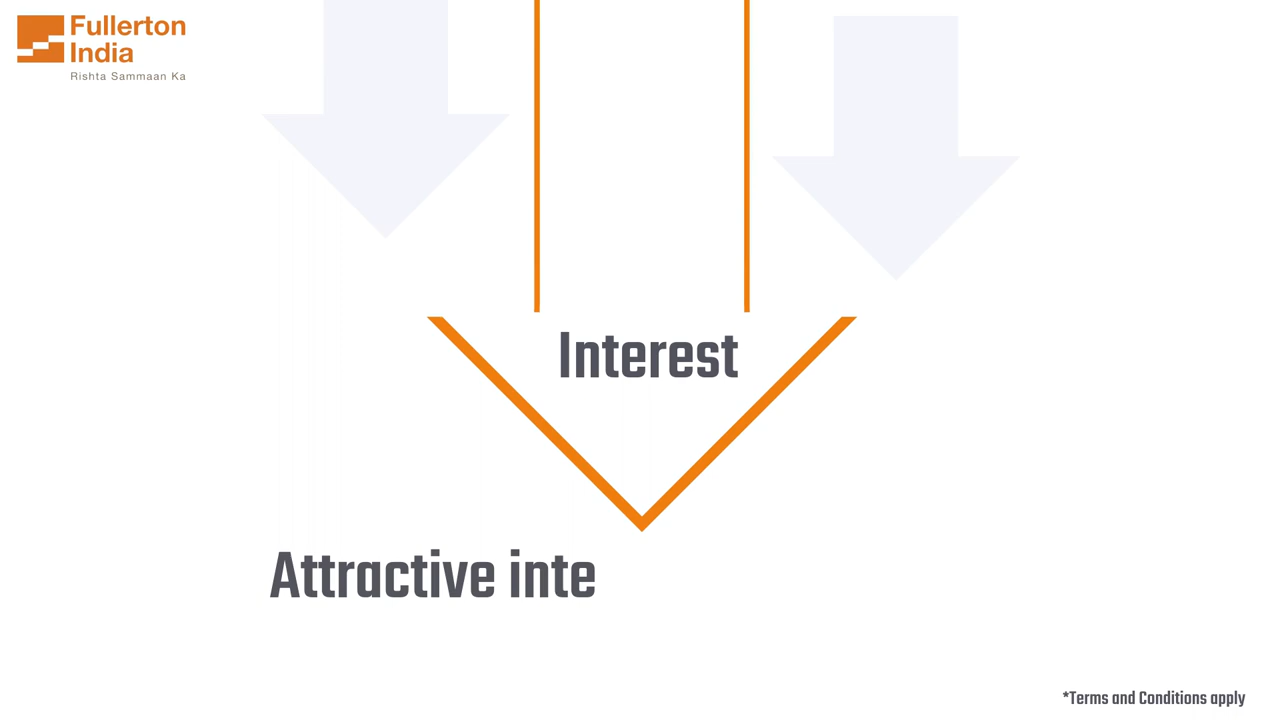 Fullerton
India
Rishta Sammaan Ka
Interest
Attractive inte
*Terms and Conditions apply